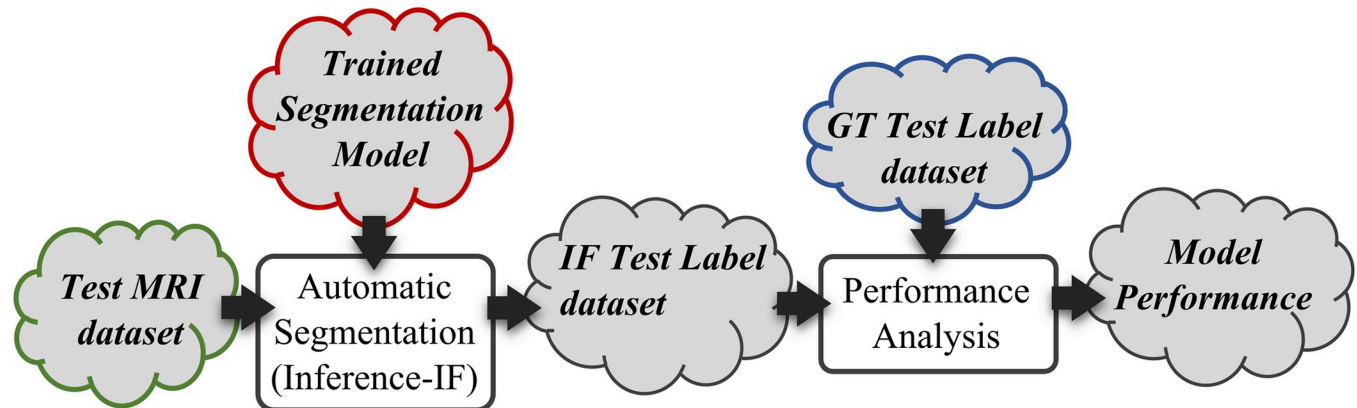 Trained
Segmentation
Model
GT Test Label
dataset
Test MRI
dataset
Automatic
Segmentation
(Inference-IF)
IF Test Label
dataset
Performance
Analysis
Model
Performance